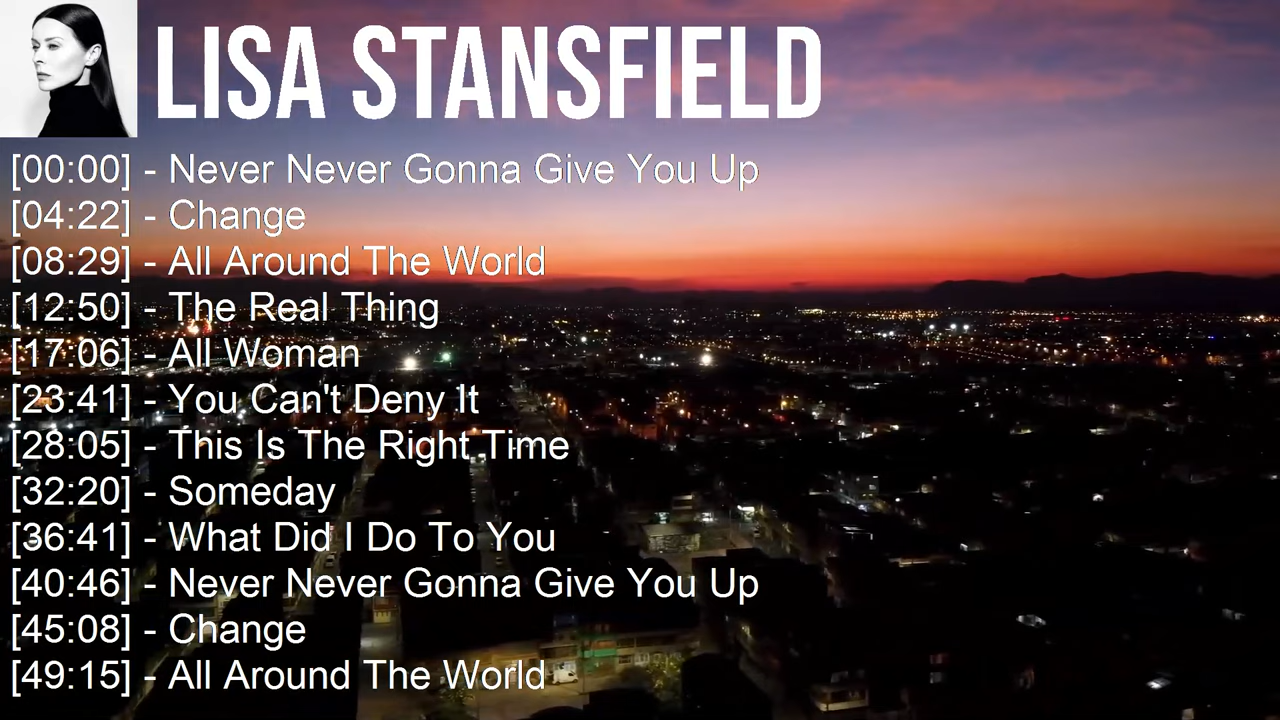 LISA STANSFIELD
[00:00] - Never Never Gonna Give You Up
[04:22] - Change
[08:29] - All Around The World
[12:50] - The Real Thing
[17:06] - All Woman
[23:41] - You Can't Deny It
[28:05] - This Is The Right Time
[32:20] - Someday
[36:41] - What Did I Do To You
[40:46] - Never Never Gonna Give You Up
[45:08] - Change
[49:15] - All Around The World